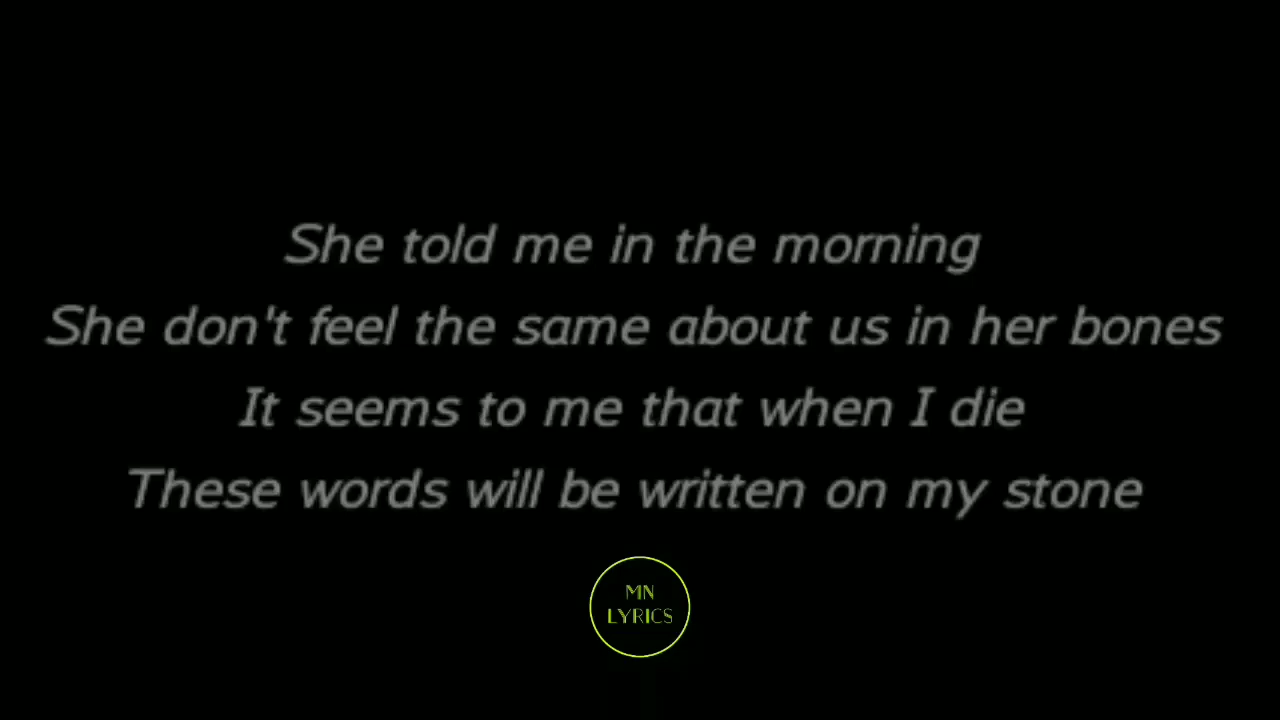 She told me in the morning
She don't feel the same about us in her bones
It seems to me that when I die
These words will be written on my stone
MN
LYRICS